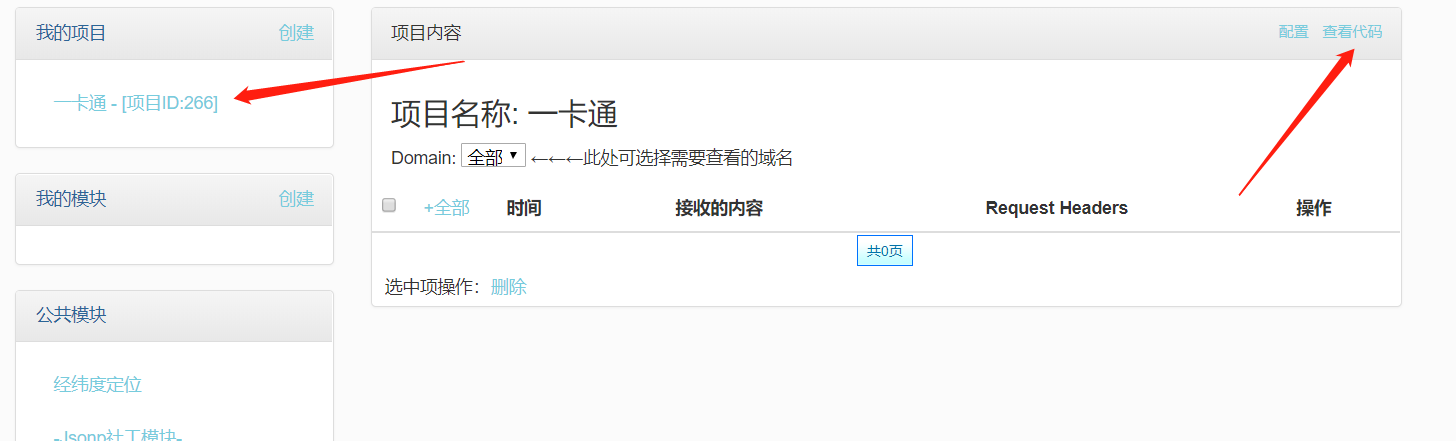 我的项目 创建
一卡通 - [项目ID:266]
我的模块 创建
公共模块
经纬度定位
-Jsonp社工模块-
项目内容 配置 查看代码
项目名称: 一卡通
Domain: 全部 ←←←此处可选择需要查看的域名
+全部 时间 接收的内容 Request Headers 操作
共0页
选中项操作: 删除